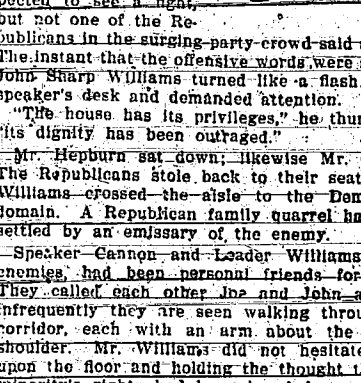 pected to see a fight,
but not one of the Re-
publicans in the surging party crowd said
The instant that the offensive words were
John Sharp Williams turned like a flash
speaker's desk and demanded attention.
"The house has its privileges," he thun
"its dignity has been outraged."
Mr. Hepburn sat down; likewise Mr.
The Republicans stole back to their seat
Williams crossed the aisle to the Dem
domain. A Republican family quarrel ha
settled by an emissary of the enemy.
Speaker Cannon and Leader Williams
enemies, had been personal friends for
They called each other Joe and John a
infrequently they are seen walking throu
corridor, each with an arm about the
shoulder. Mr. Williams did not hesitate
upon the floor and holding the thought